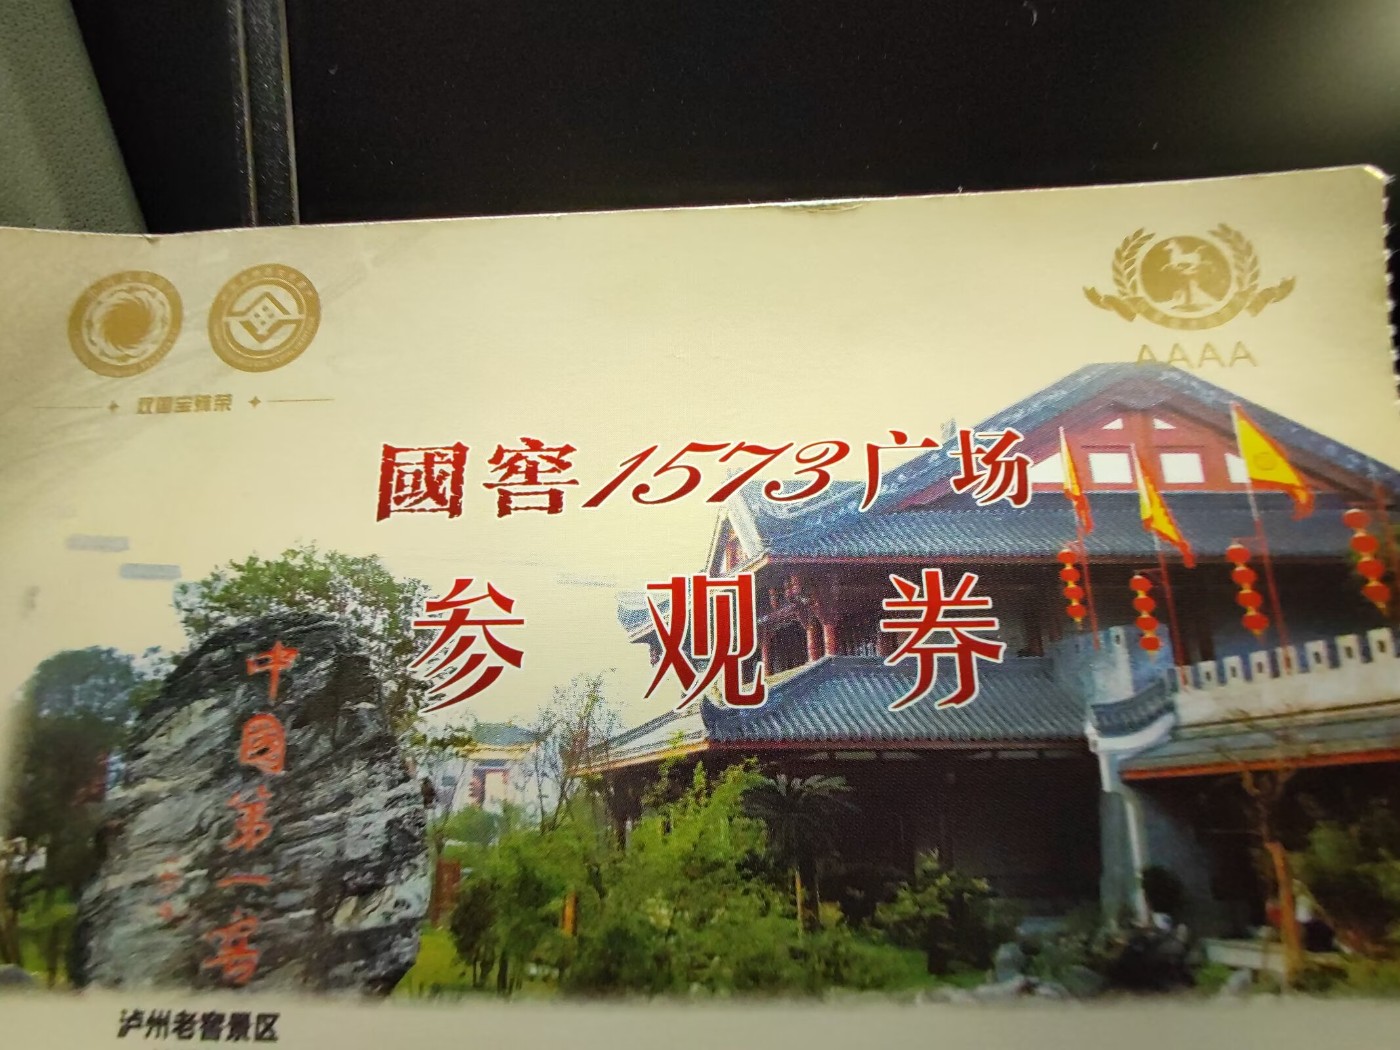 双国宝殊荣
AAAA
國窖1573广场
参观券
中国第一窖
泸州老窖景区